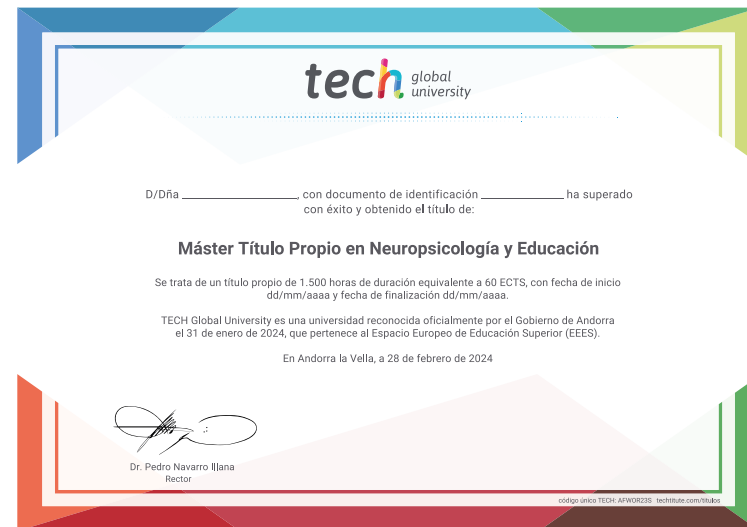 tech global university
D/Dña ____________, con documento de identificación ____________ ha superado
con éxito y obtenido el título de:
Máster Título Propio en Neuropsicología y Educación
Se trata de un título propio de 1.500 horas de duración equivalente a 60 ECTS, con fecha de inicio
dd/mm/aaaa y fecha de finalización dd/mm/aaaa.
TECH Global University es una universidad reconocida oficialmente por el Gobierno de Andorra
el 31 de enero de 2024, que pertenece al Espacio Europeo de Educación Superior (EEES).
En Andorra la Vella, a 28 de febrero de 2024
Dr. Pedro Navarro Illana
Rector
código único TECH: AFWOR23S techtitute.com/titulos